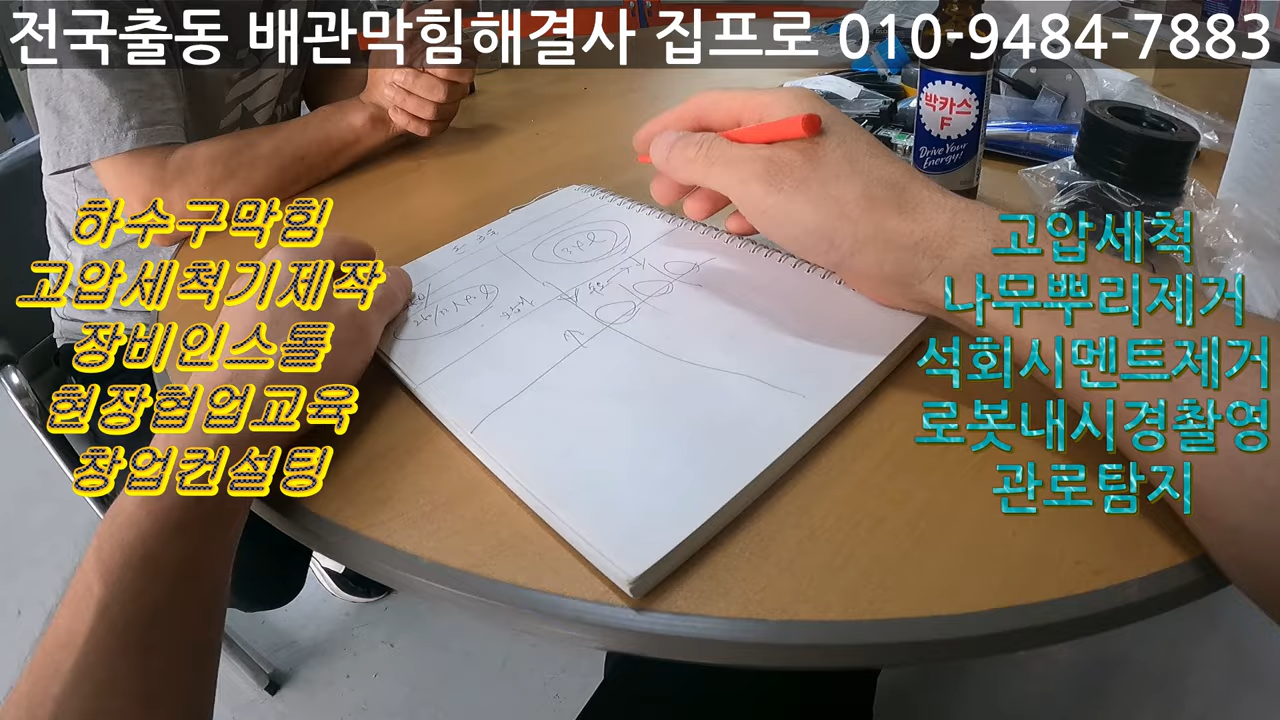 전국출동 배관막힘해결사 집프로 010-9484-7883
박카스
F
Drive Your
Energy!
하수구막힘
고압세척기제작
장비인스톨
현장협업교육
창업컨설팅
고압세척
나무뿌리제거
석회시멘트제거
로봇내시경촬영
관로탐지